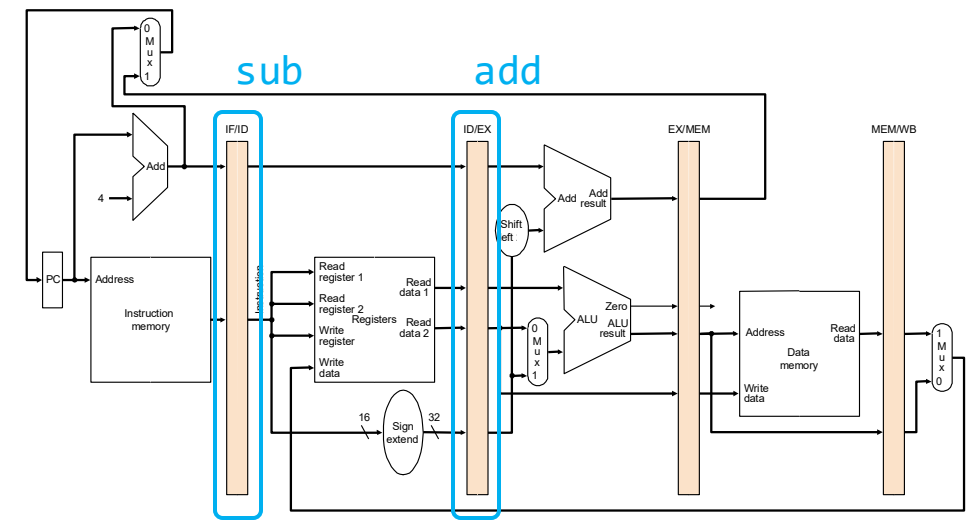 sub
add
0
M
u
x
1
IF/ID
ID/EX
EX/MEM
MEM/WB
Add
4
Add
Add
result
Shift
PC
Address
Instruction
memory
Instruction
Read
register 1
Read
register 2
Write
register
Write
data
Registers
Read
data 1
Read
data 2
0
M
u
x
1
Zero
ALU
ALU
result
Address
Read
data
Data
memory
Write
data
1
M
u
x
0
16
Sign
extend
32